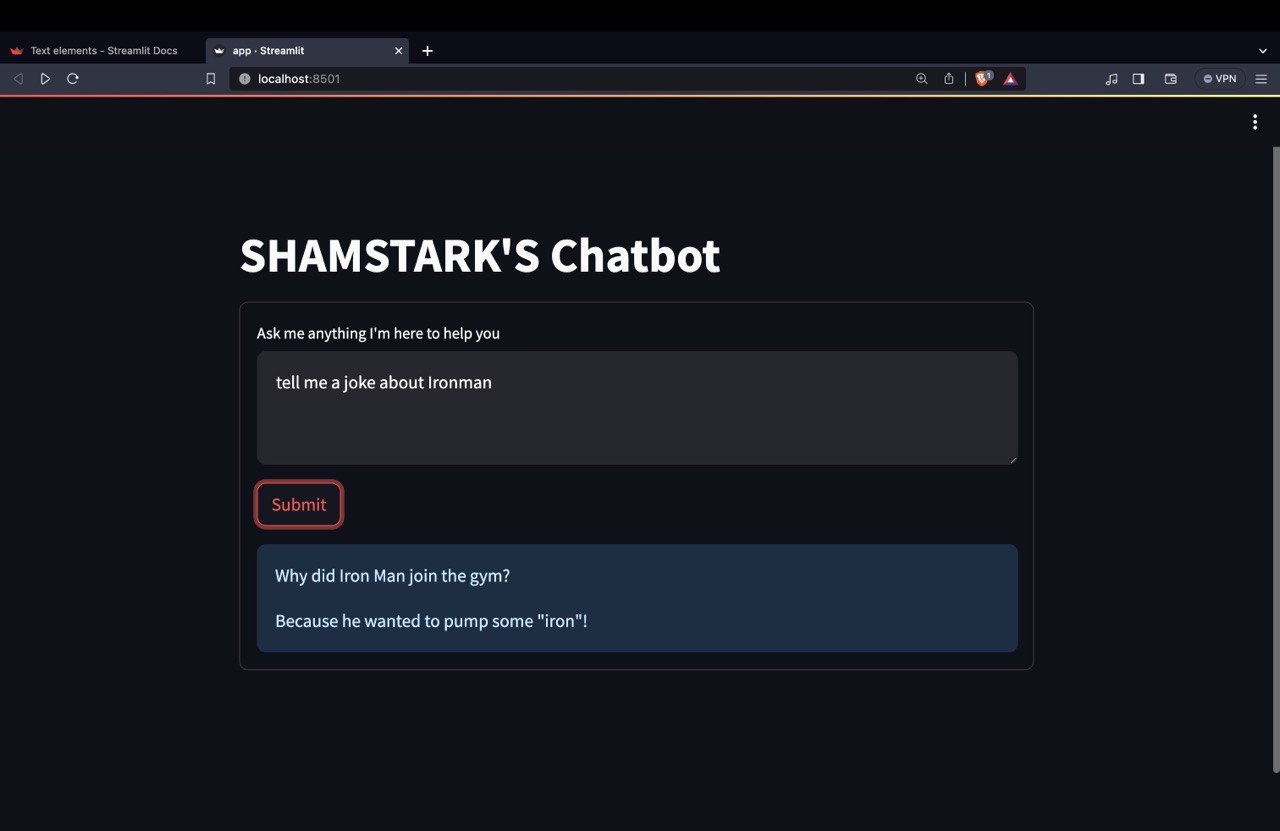 Text elements - Streamlit Docs
app · Streamlit
localhost:8501
1
VPN
SHAMSTARK'S Chatbot
Ask me anything I'm here to help you
tell me a joke about Ironman
Submit
Why did Iron Man join the gym?
Because he wanted to pump some "iron"!